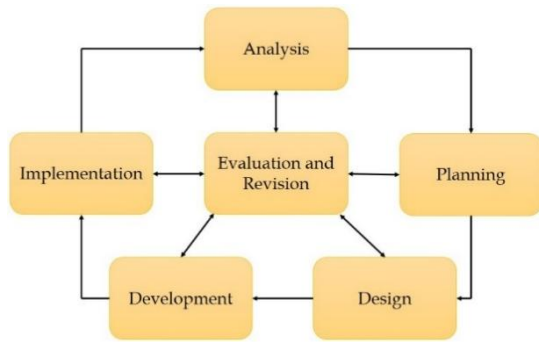 Analysis
Implementation
Evaluation and
Revision
Planning
Development
Design